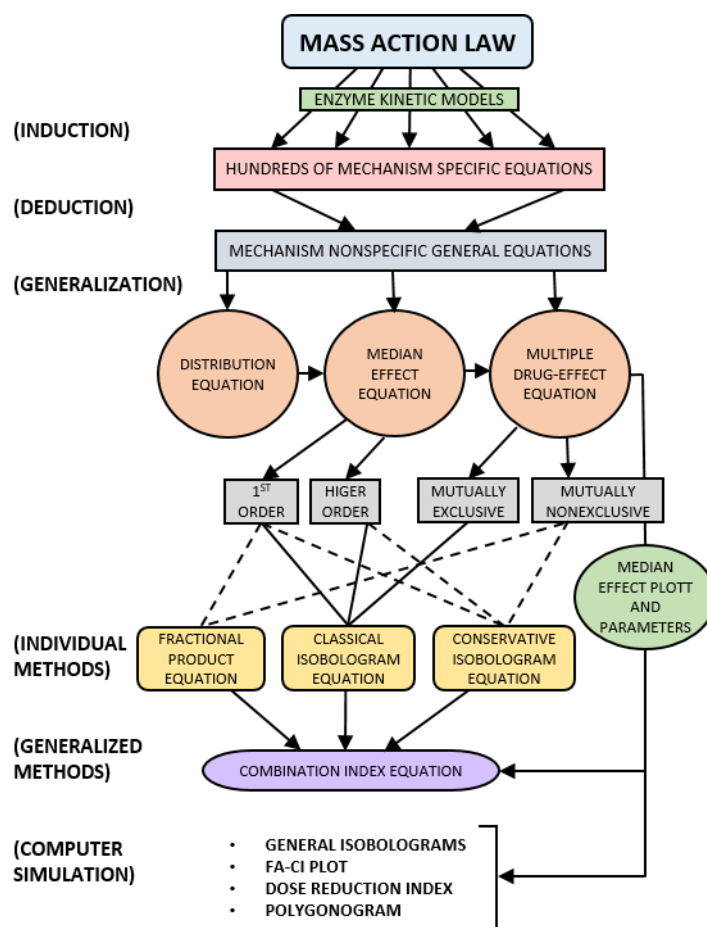 MASS ACTION LAW
ENZYME KINETIC MODELS
(INDUCTION)
HUNDREDS OF MECHANISM SPECIFIC EQUATIONS
(DEDUCTION)
MECHANISM NONSPECIFIC GENERAL EQUATIONS
(GENERALIZATION)
DISTRIBUTION
EQUATION
MEDIAN
EFFECT
EQUATION
MULTIPLE
DRUG-EFFECT
EQUATION
1ST
ORDER
HIGER
ORDER
MUTUALLY
EXCLUSIVE
MUTUALLY
NONEXCLUSIVE
MEDIAN
EFFECT PLOTT
AND
PARAMETERS
(INDIVIDUAL
METHODS)
FRACTIONAL
PRODUCT
EQUATION
CLASSICAL
ISOBOLOGRAM
EQUATION
CONSERVATIVE
ISOBOLOGRAM
EQUATION
(GENERALIZED
METHODS)
COMBINATION INDEX EQUATION
(COMPUTER
SIMULATION)
• GENERAL ISOBOLOGRAMS
• FA-CI PLOT
• DOSE REDUCTION INDEX
• POLYGONOGRAM